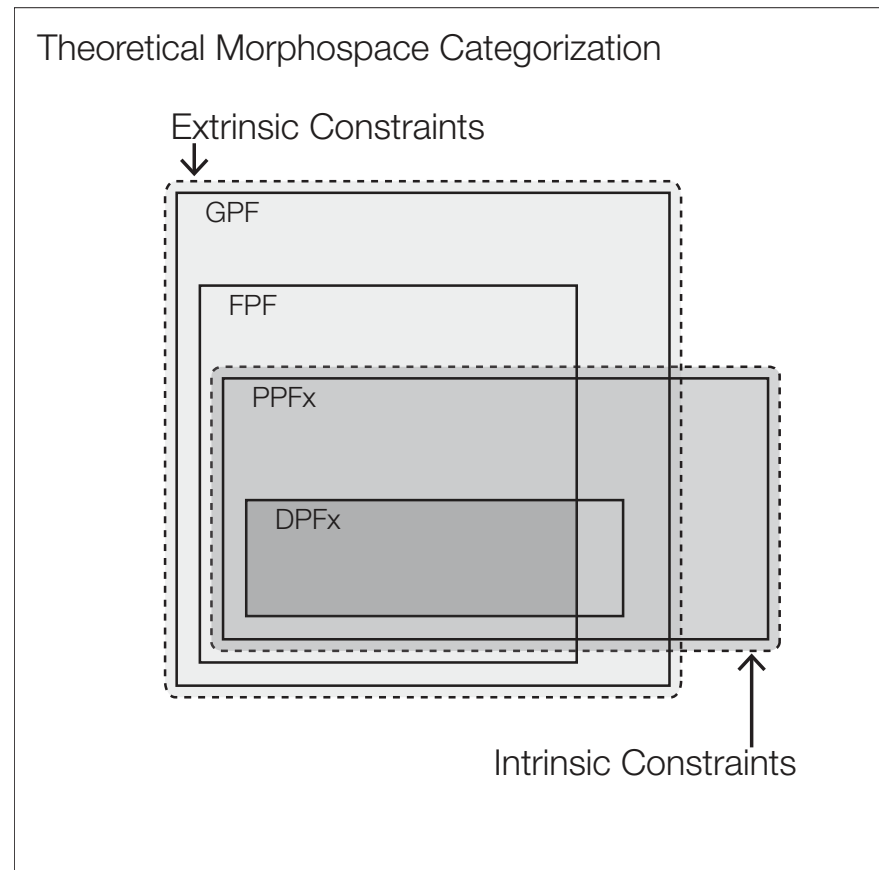 Theoretical Morphospace Categorization
Extrinsic Constraints
GPF
FPF
PPFx
DPFx
Intrinsic Constraints